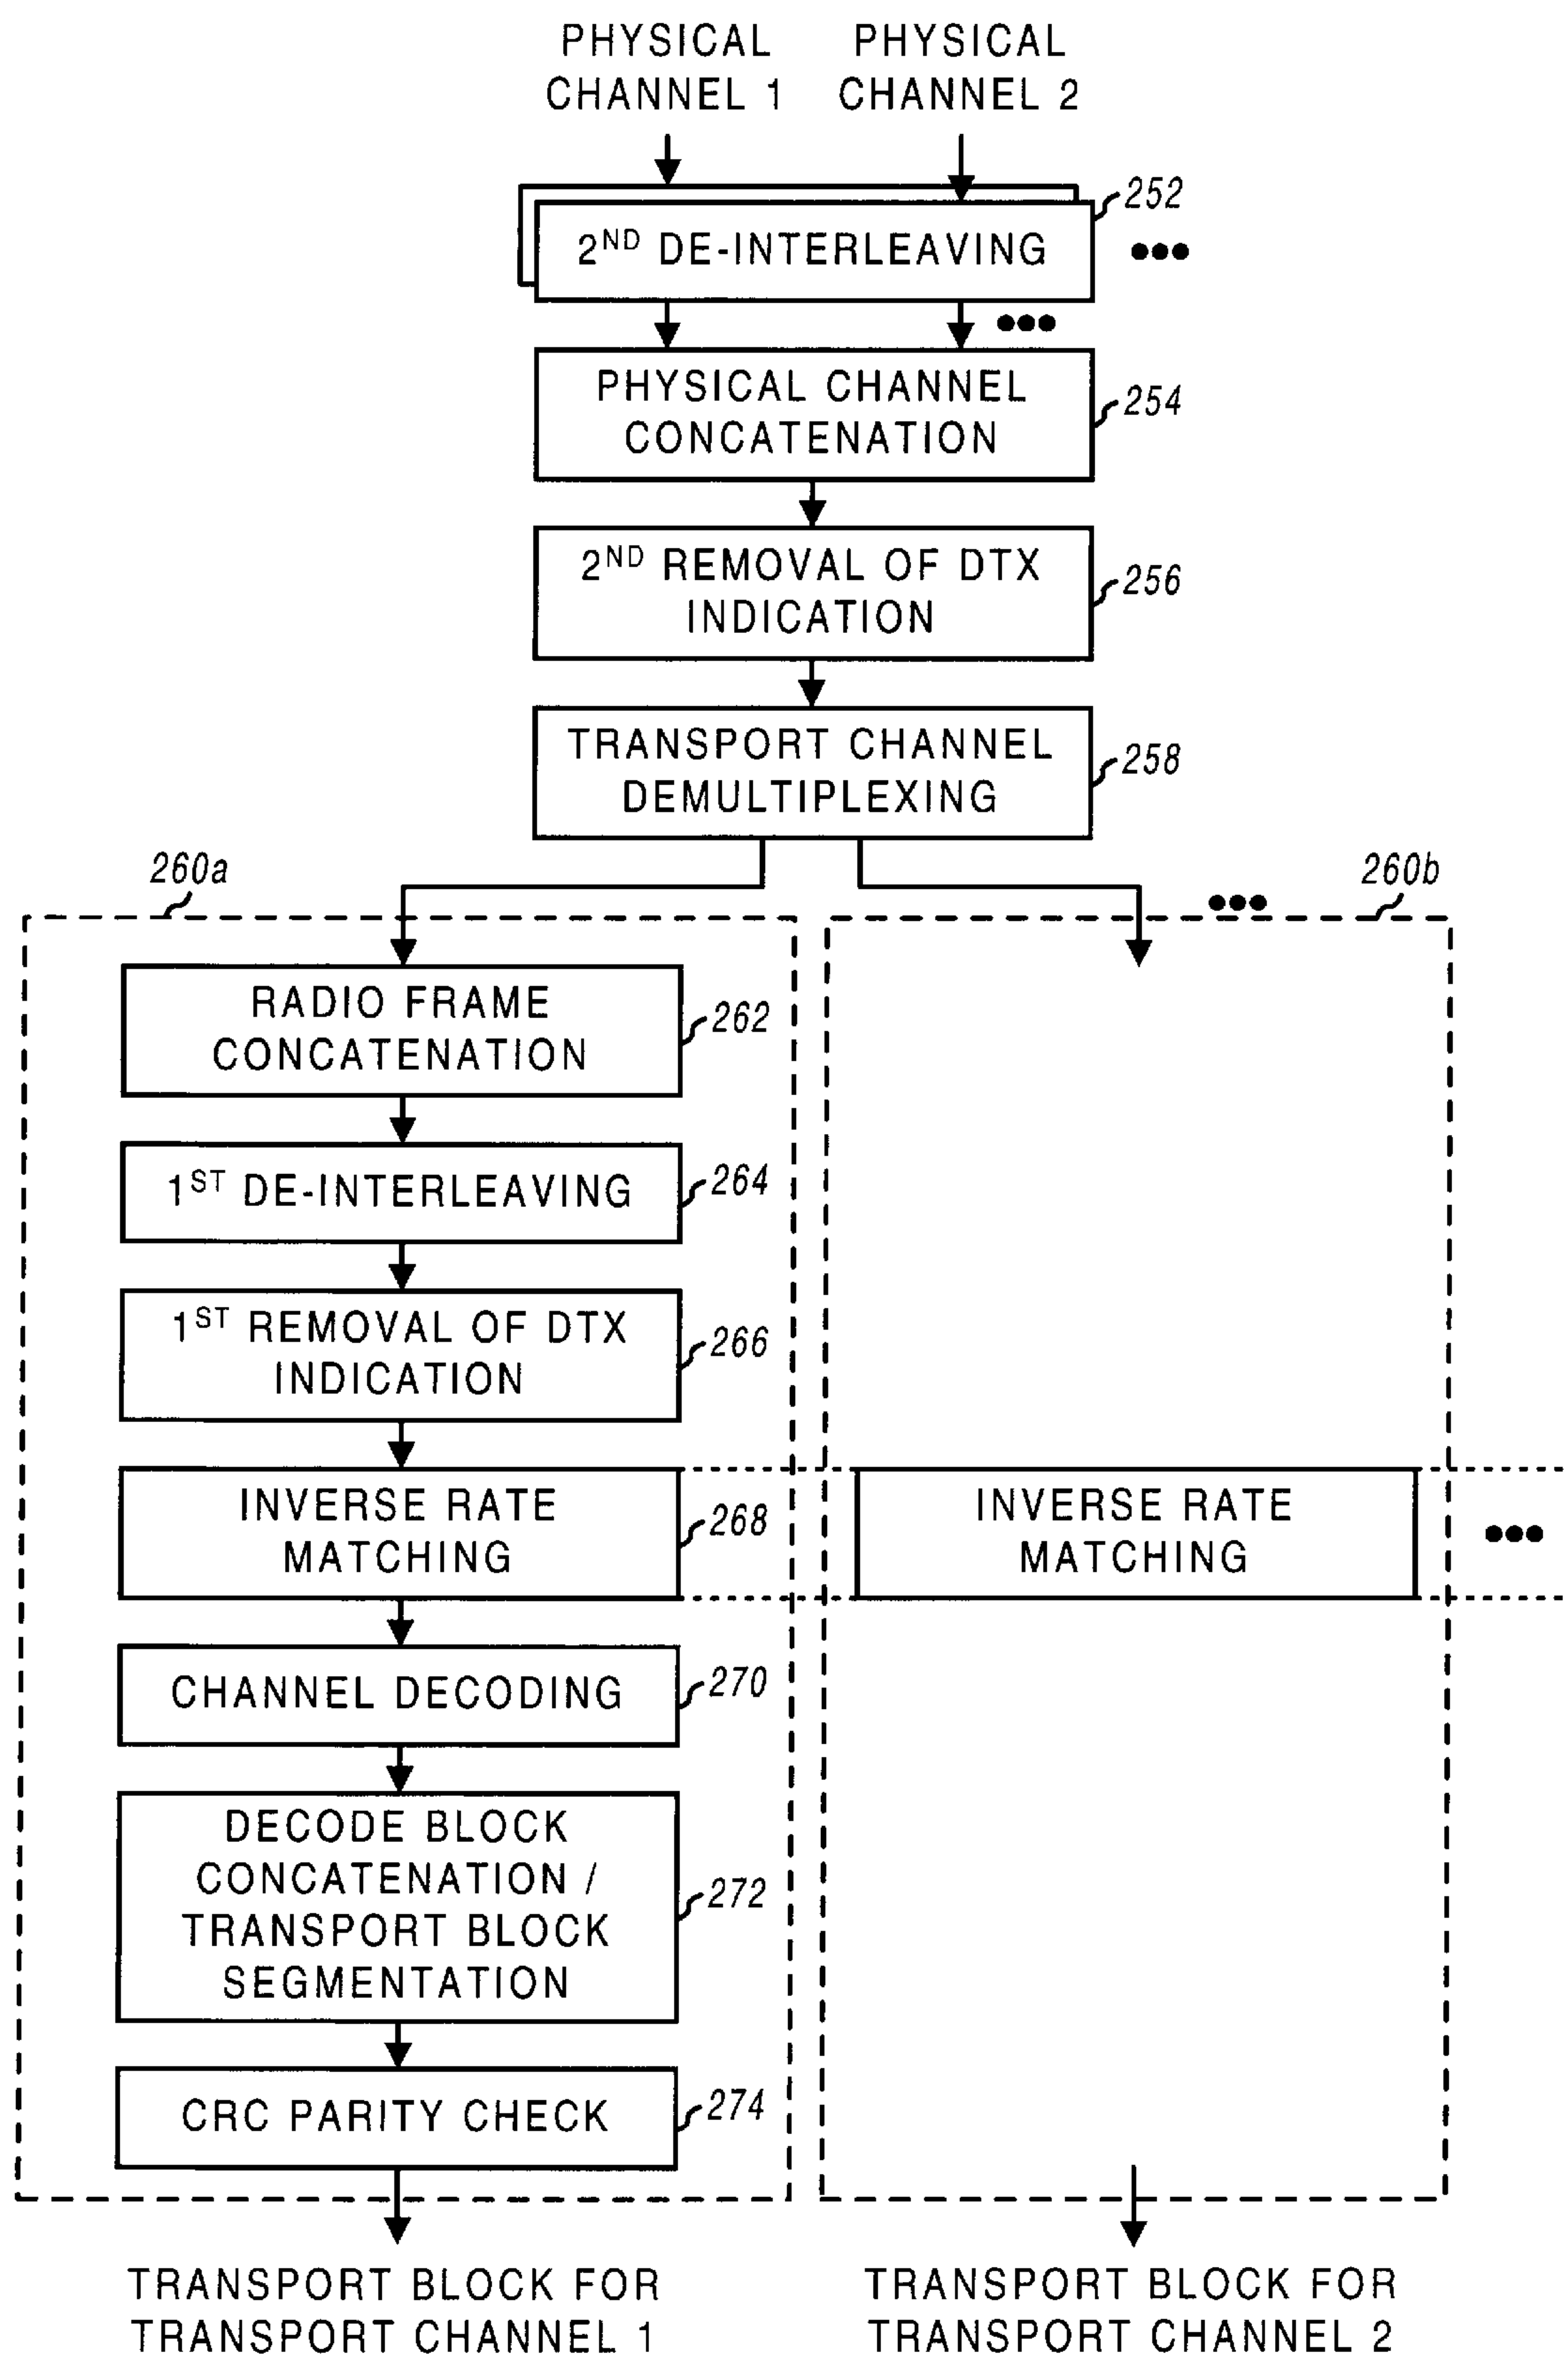 PHYSICAL
CHANNEL 1
PHYSICAL
CHANNEL 2
2ND DE-INTERLEAVING
252
PHYSICAL CHANNEL
CONCATENATION
254
2ND REMOVAL OF DTX
INDICATION
256
TRANSPORT CHANNEL
DEMULTIPLEXING
258
260a
260b
RADIO FRAME
CONCATENATION
262
1ST DE-INTERLEAVING
264
1ST REMOVAL OF DTX
INDICATION
266
INVERSE RATE
MATCHING
268
INVERSE RATE
MATCHING
CHANNEL DECODING
270
DECODE BLOCK
CONCATENATION /
TRANSPORT BLOCK
SEGMENTATION
272
CRC PARITY CHECK
274
TRANSPORT BLOCK FOR
TRANSPORT CHANNEL 1
TRANSPORT BLOCK FOR
TRANSPORT CHANNEL 2